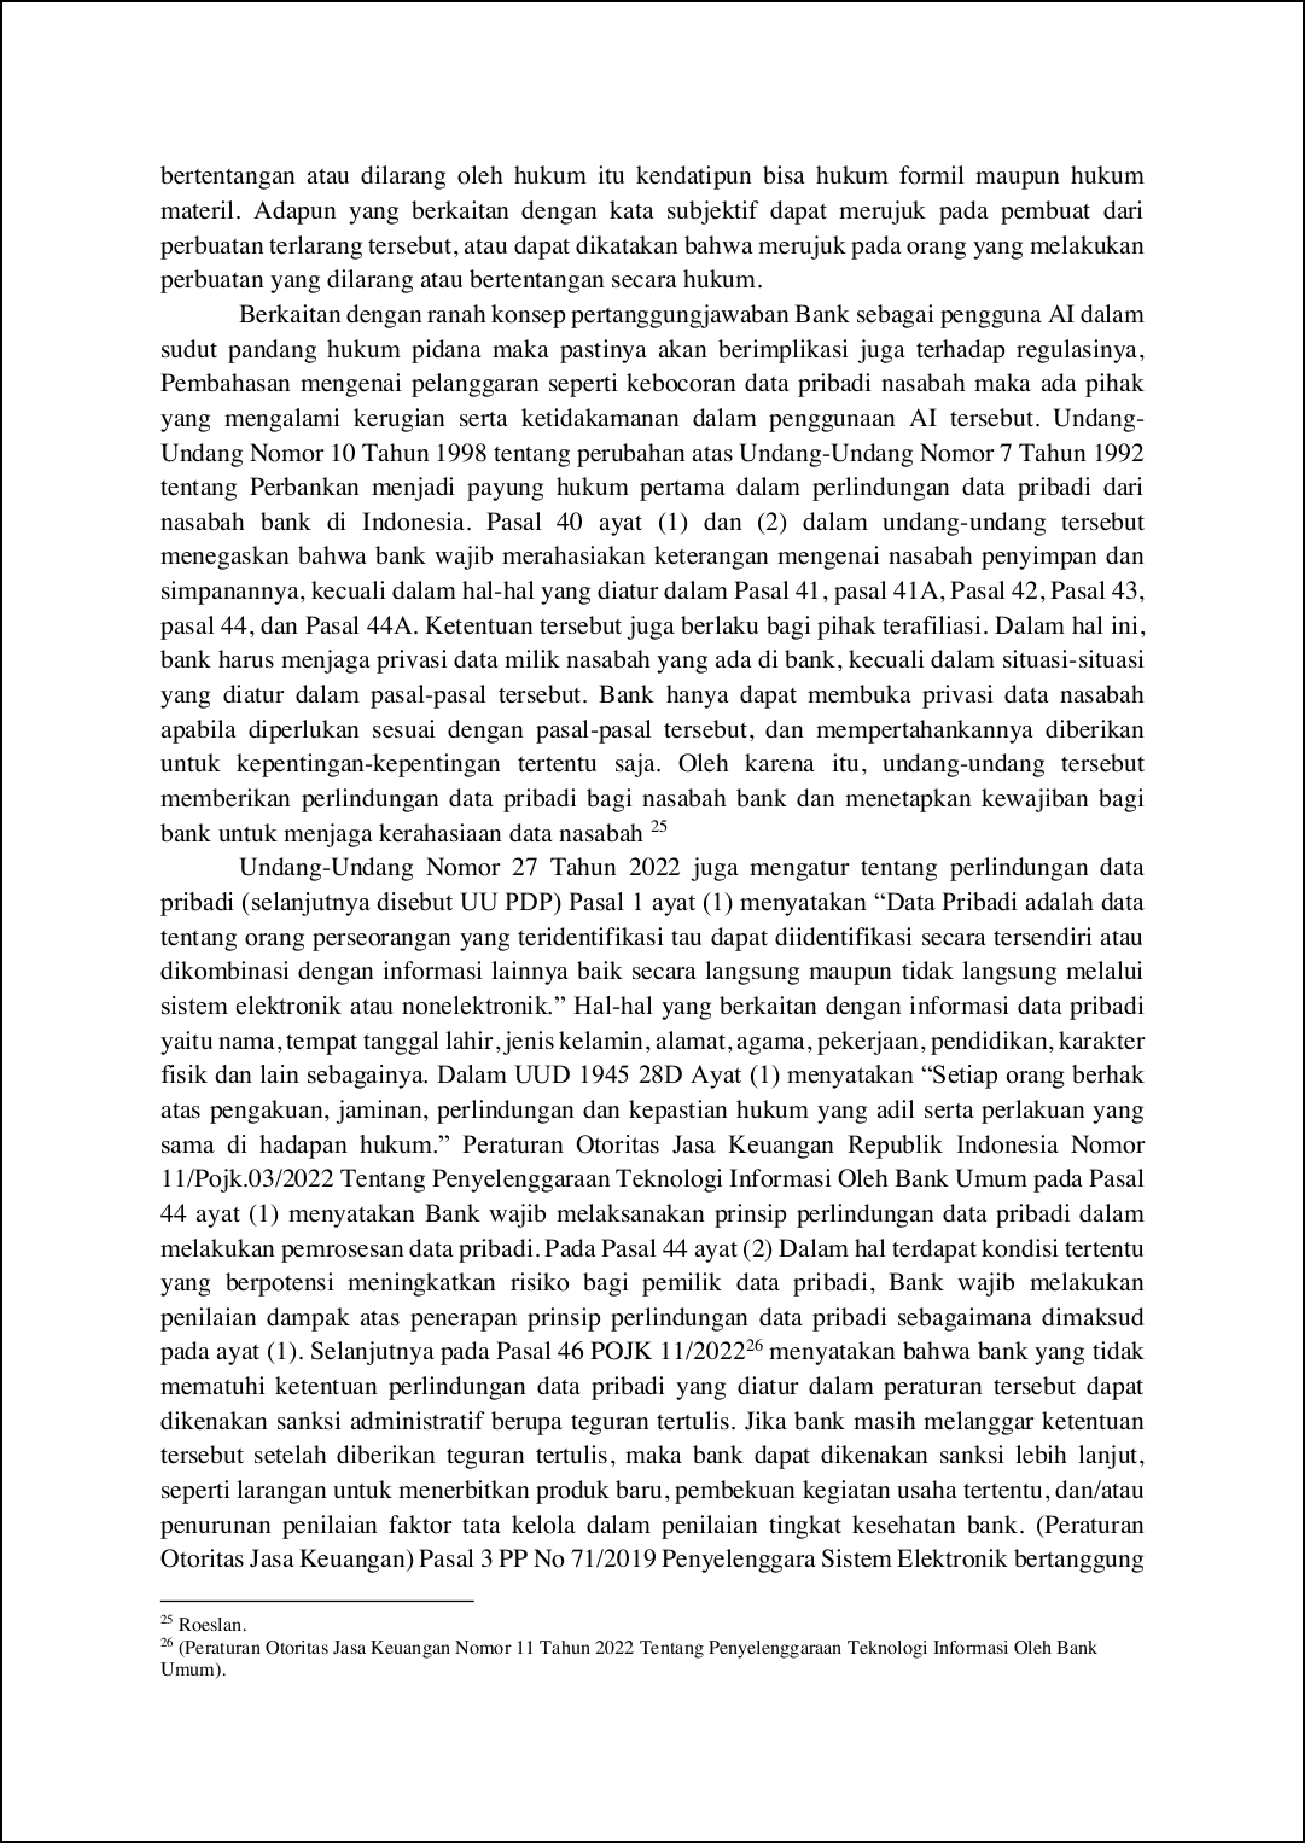 bertentangan atau dilarang oleh hukum itu kendatipun bisa hukum formil maupun hukum
materil. Adapun yang berkaitan dengan kata subjektif dapat merujuk pada pembuat dari
perbuatan terlarang tersebut, atau dapat dikatakan bahwa merujuk pada orang yang melakukan
perbuatan yang dilarang atau bertentangan secara hukum.
Berkaitan dengan ranah konsep pertanggungjawaban Bank sebagai pengguna AI dalam
sudut pandang hukum pidana maka pastinya akan berimplikasi juga terhadap regulasinya,
Pembahasan mengenai pelanggaran seperti kebocoran data pribadi nasabah maka ada pihak
yang mengalami kerugian serta ketidakamanan dalam penggunaan AI tersebut. Undang-
Undang Nomor 10 Tahun 1998 tentang perubahan atas Undang-Undang Nomor 7 Tahun 1992
tentang Perbankan menjadi payung hukum pertama dalam perlindungan data pribadi dari
nasabah bank di Indonesia. Pasal 40 ayat (1) dan (2) dalam undang-undang tersebut
menegaskan bahwa bank wajib merahasiakan keterangan mengenai nasabah penyimpan dan
simpanannya, kecuali dalam hal-hal yang diatur dalam Pasal 41, pasal 41A, Pasal 42, Pasal 43,
pasal 44, dan Pasal 44A. Ketentuan tersebut juga berlaku bagi pihak terafiliasi. Dalam hal ini,
bank harus menjaga privasi data milik nasabah yang ada di bank, kecuali dalam situasi-situasi
yang diatur dalam pasal-pasal tersebut. Bank hanya dapat membuka privasi data nasabah
apabila diperlukan sesuai dengan pasal-pasal tersebut, dan mempertahankannya diberikan
untuk kepentingan-kepentingan tertentu saja. Oleh karena itu, undang-undang tersebut
memberikan perlindungan data pribadi bagi nasabah bank dan menetapkan kewajiban bagi
bank untuk menjaga kerahasiaan data nasabah 25
Undang-Undang Nomor 27 Tahun 2022 juga mengatur tentang perlindungan data
pribadi (selanjutnya disebut UU PDP) Pasal 1 ayat (1) menyatakan “Data Pribadi adalah data
tentang orang perseorangan yang teridentifikasi tau dapat diidentifikasi secara tersendiri atau
dikombinasi dengan informasi lainnya baik secara langsung maupun tidak langsung melalui
sistem elektronik atau nonelektronik.” Hal-hal yang berkaitan dengan informasi data pribadi
yaitu nama, tempat tanggal lahir, jenis kelamin, alamat, agama, pekerjaan, pendidikan, karakter
fisik dan lain sebagainya. Dalam UUD 1945 28D Ayat (1) menyatakan “Setiap orang berhak
atas pengakuan, jaminan, perlindungan dan kepastian hukum yang adil serta perlakuan yang
sama di hadapan hukum.” Peraturan Otoritas Jasa Keuangan Republik Indonesia Nomor
11/Pojk.03/2022 Tentang Penyelenggaraan Teknologi Informasi Oleh Bank Umum pada Pasal
44 ayat (1) menyatakan Bank wajib melaksanakan prinsip perlindungan data pribadi dalam
melakukan pemrosesan data pribadi. Pada Pasal 44 ayat (2) Dalam hal terdapat kondisi tertentu
yang berpotensi meningkatkan risiko bagi pemilik data pribadi, Bank wajib melakukan
penilaian dampak atas penerapan prinsip perlindungan data pribadi sebagaimana dimaksud
pada ayat (1). Selanjutnya pada Pasal 46 POJK 11/202226 menyatakan bahwa bank yang tidak
mematuhi ketentuan perlindungan data pribadi yang diatur dalam peraturan tersebut dapat
dikenakan sanksi administratif berupa teguran tertulis. Jika bank masih melanggar ketentuan
tersebut setelah diberikan teguran tertulis, maka bank dapat dikenakan sanksi lebih lanjut,
seperti larangan untuk menerbitkan produk baru, pembekuan kegiatan usaha tertentu, dan/atau
penurunan penilaian faktor tata kelola dalam penilaian tingkat kesehatan bank. (Peraturan
Otoritas Jasa Keuangan) Pasal 3 PP No 71/2019 Penyelenggara Sistem Elektronik bertanggung
25 Roeslan.
26 (Peraturan Otoritas Jasa Keuangan Nomor 11 Tahun 2022 Tentang Penyelenggaraan Teknologi Informasi Oleh Bank
Umum).